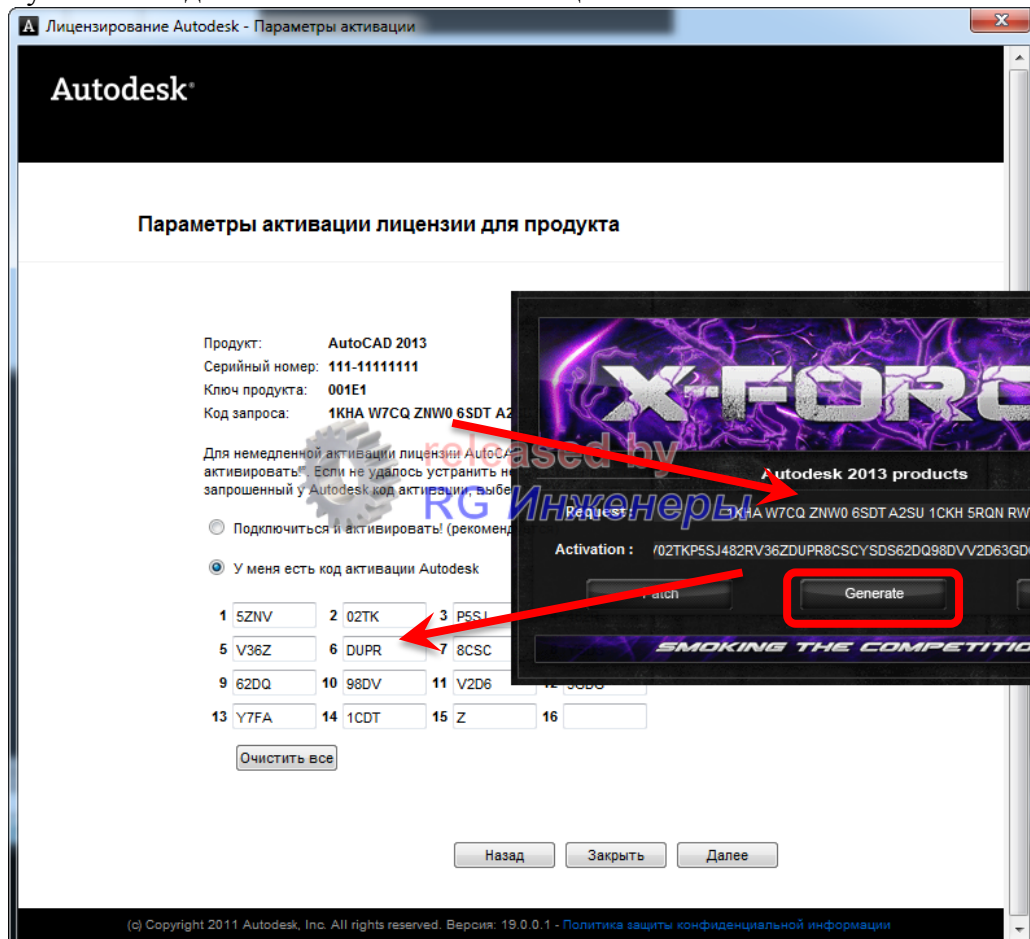 Лицензирование Autodesk - Параметры активации
Autodesk®
Параметры активации лицензии для продукта
Продукт: AutoCAD 2013
Серийный номер: 111-11111111
Ключ продукта: 001E1
Код запроса: 1KHA W7CQ ZNW0 6SDT A2
Для немедленной активации лицензии AutoCA
активировать". Если не удалось устранить не
запрошенный у Autodesk код активации, выбе
Подключиться и активировать! (рекоменд
У меня есть код активации Autodesk
1 5ZNV 2 02TK 3 P5SJ
5 V36Z 6 DUPR 7 8CSC
9 62DQ 10 98DV 11 V2D6 12 3GDG
13 Y7FA 14 1CDT 15 Z 16
Очистить все
Назад Закрыть Далее
(c) Copyright 2011 Autodesk, Inc. All rights reserved. Версия: 19.0.0.1 - Политика защиты конфиденциальной информации
X-FORC
Autodesk 2013 products
Request: 1KHA W7CQ ZNW0 6SDT A2SU 1CKH 5RQN RW
Activation : /02TKP5SJ482RV36ZDUPR8CSCYSDS62DQ98DVV2D63GD
Patch Generate
SMOKING THE COMPETITIO
released by
RG Инженеры